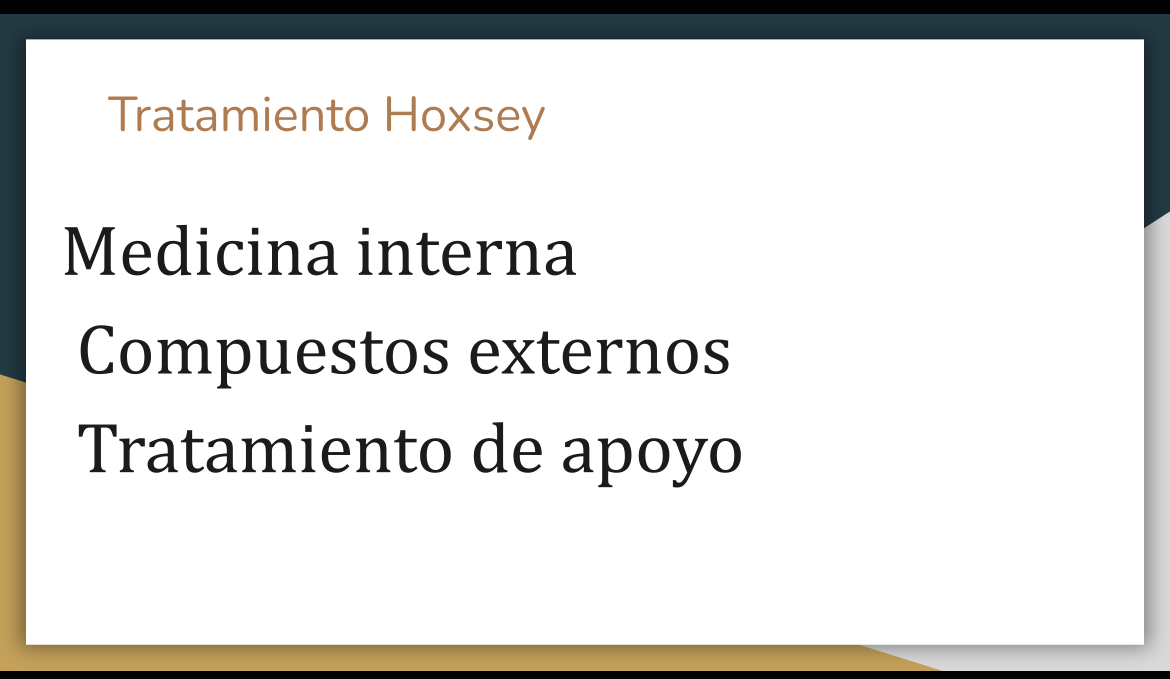 Tratamiento Hoxsey
Medicina interna
Compuestos externos
Tratamiento de apoyo